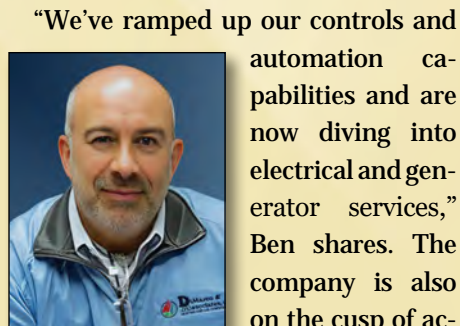 “We’ve ramped up our controls and
automation ca-
pabilities and are
now diving into
electrical and gen-
erator services,”
Ben shares. The
company is also
on the cusp of ac-